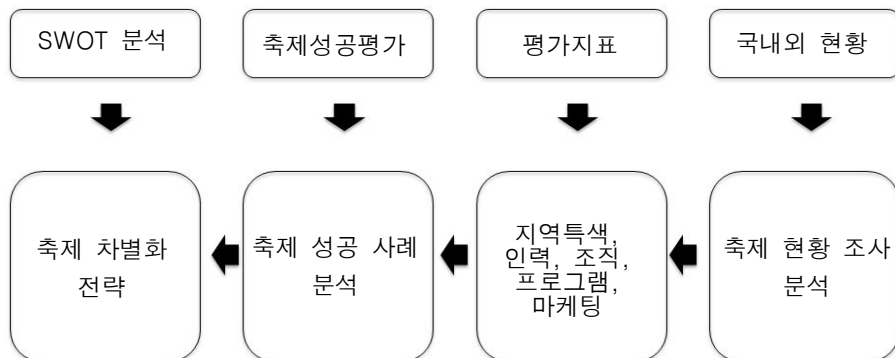 SWOT 분석
축제성공평가
평가지표
국내외 현황
축제 차별화
전략
축제 성공 사례
분석
지역특색,
인력, 조직,
프로그램,
마케팅
축제 현황 조사
분석